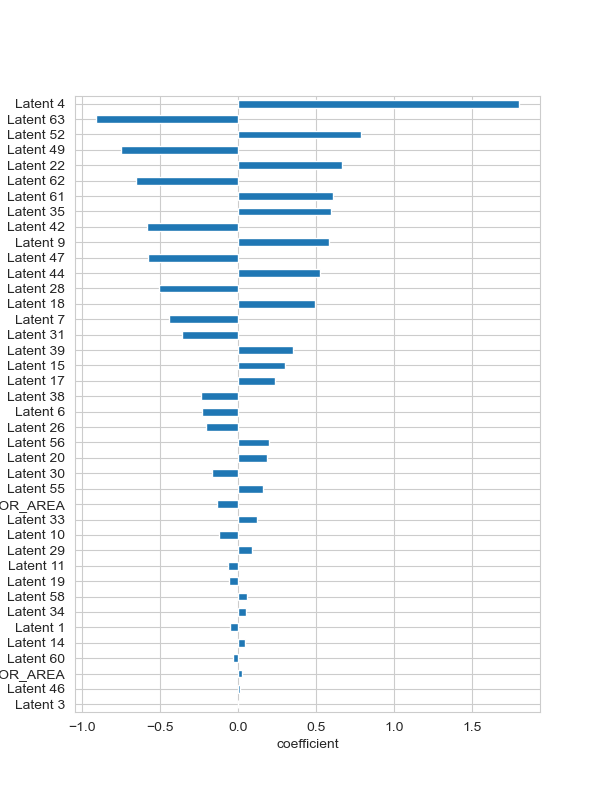 Latent 4
Latent 63
Latent 52
Latent 49
Latent 22
Latent 62
Latent 61
Latent 35
Latent 42
Latent 9
Latent 47
Latent 44
Latent 28
Latent 18
Latent 7
Latent 31
Latent 39
Latent 15
Latent 17
Latent 38
Latent 6
Latent 26
Latent 56
Latent 20
Latent 30
Latent 55
OR_AREA
Latent 33
Latent 10
Latent 29
Latent 11
Latent 19
Latent 58
Latent 34
Latent 1
Latent 14
Latent 60
OR_AREA
Latent 46
Latent 3
−1.0 −0.5 0.0 0.5 1.0 1.5
coefficient